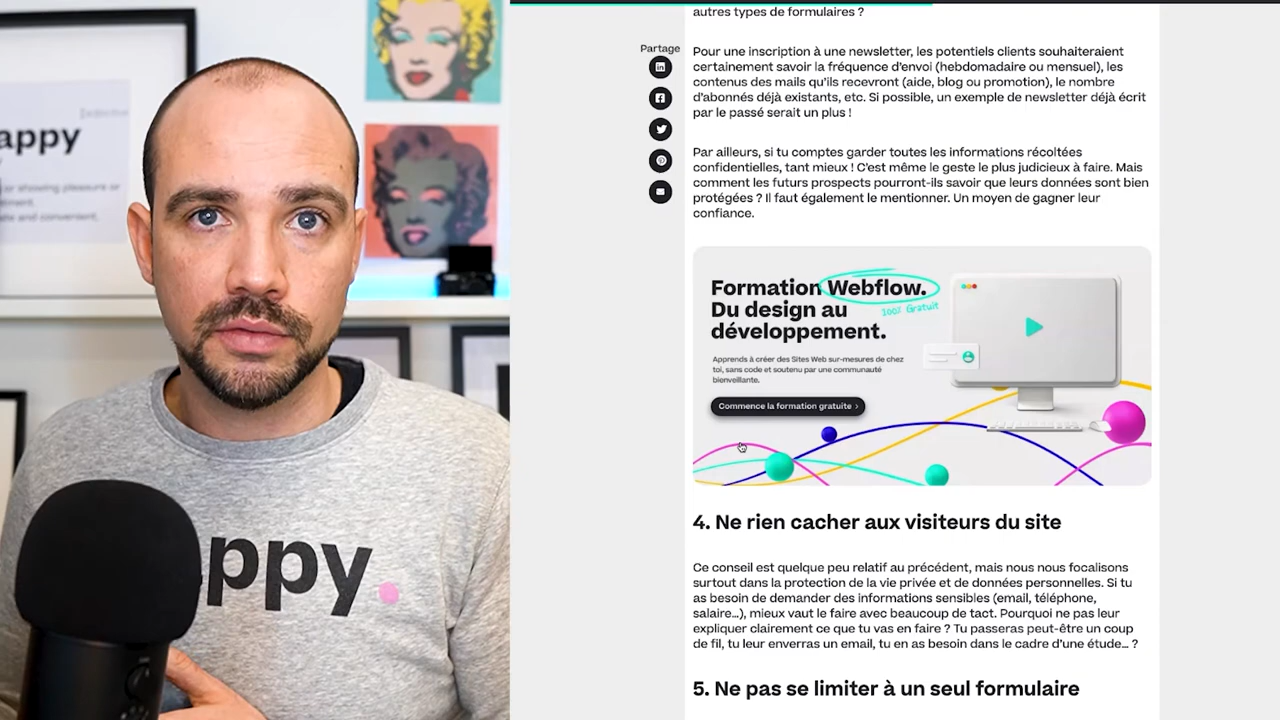 appy
or showing pleasure or
and convenient,
ppy.
autres types de formulaires ?
Partage
Pour une inscription à une newsletter, les potentiels clients souhaiteraient
certainement savoir la fréquence d'envoi (hebdomadaire ou mensuel), les
contenus des mails qu'ils recevront (aide, blog ou promotion), le nombre
d'abonnés déjà existants, etc. Si possible, un exemple de newsletter déjà écrit
par le passé serait un plus !
Par ailleurs, si tu comptes garder toutes les informations récoltées
confidentielles, tant mieux ! C'est même le geste le plus judicieux à faire. Mais
comment les futurs prospects pourront-ils savoir que leurs données sont bien
protégées ? Il faut également le mentionner. Un moyen de gagner leur
confiance.
Formation Webflow.
100% Gratuit
Du design au
développement.
Apprends à créer des Sites Web sur-mesures de chez
toi, sans code et soutenu par une communauté
bienveillante.
Commence la formation gratuite
4. Ne rien cacher aux visiteurs du site
Ce conseil est quelque peu relatif au précédent, mais nous nous focalisons
surtout dans la protection de la vie privée et de données personnelles. Si tu
as besoin de demander des informations sensibles (email, téléphone,
salaire...), mieux vaut le faire avec beaucoup de tact. Pourquoi ne pas leur
expliquer clairement ce que tu vas en faire ? Tu passeras peut-être un coup
de fil, tu leur enverras un email, tu en as besoin dans le cadre d'une étude... ?
5. Ne pas se limiter à un seul formulaire